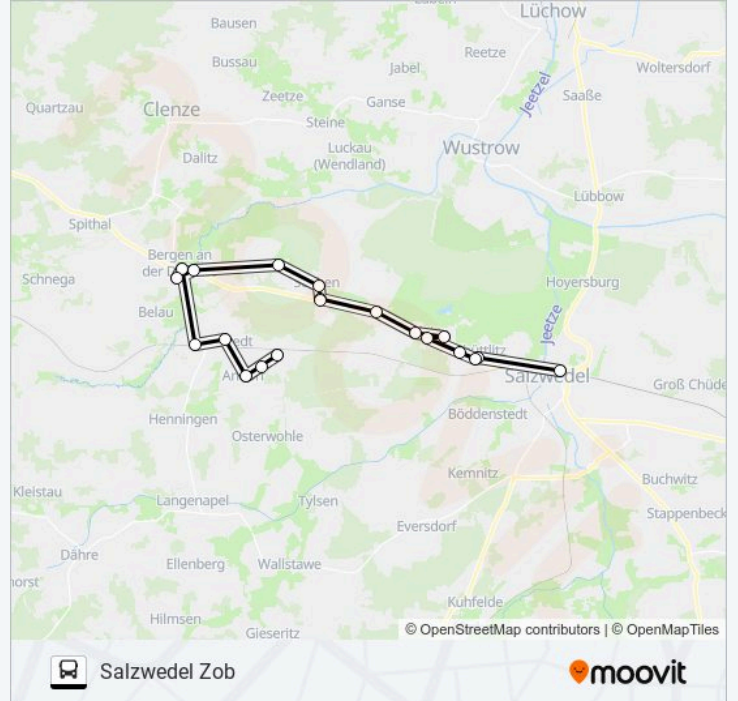 Lüchow
Bausen
Reetze
Bussau
Jabel
Woltersdorf
Jeetzel
Zeetze
Saaße
Quartzau
Clenze
Ganse
Steine
Luckau
(Wendland)
Wustrow
Dalitz
Lübbow
Spithal
Bergen an
der D
Schnega
Hoyersburg
Belau
Jeetze
Salzwedel
Groß Chüde
Böddenstedt
Henningen
Osterwohle
Kemnitz
Buchwitz
Kleistau
Langenapel
Tylsen
Stappenbeck
Eversdorf
Dähre
Ellenberg
Wallstawe
Kuhfelde
Hilmsen
Gieseritz
© OpenStreetMap contributors | © OpenMapTiles
Salzwedel Zob
moovit